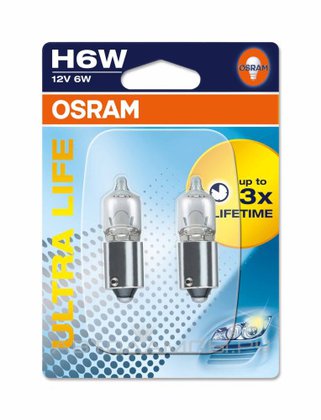 H6W
12V 6W
OSRAM
OSRAM
ULTRA LIFE
up to
3x
LIFETIME